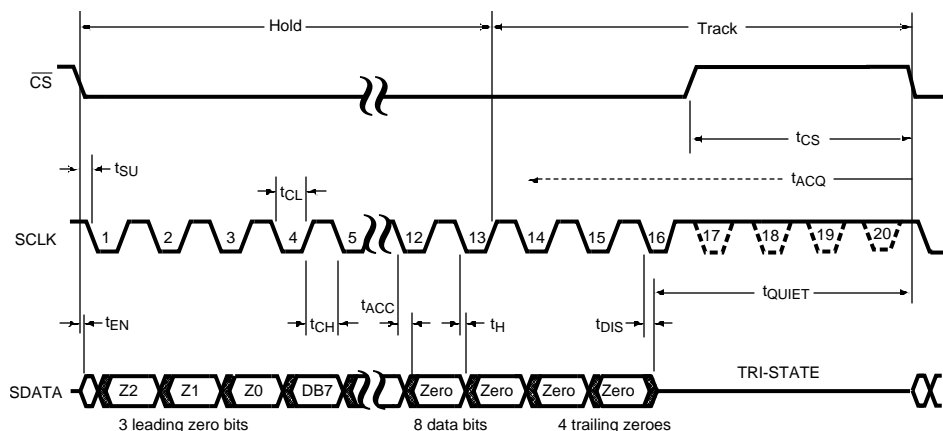 Hold Track
CS
tCS
tSU
tCL tACQ
SCLK 1 2 3 4 5 12 13 14 15 16 17 18 19 20
tQUIET
tACC
tEN tCH tH tDIS
TRI-STATE
SDATA Z2 Z1 Z0 DB7 Zero Zero Zero Zero
3 leading zero bits 8 data bits 4 trailing zeroes